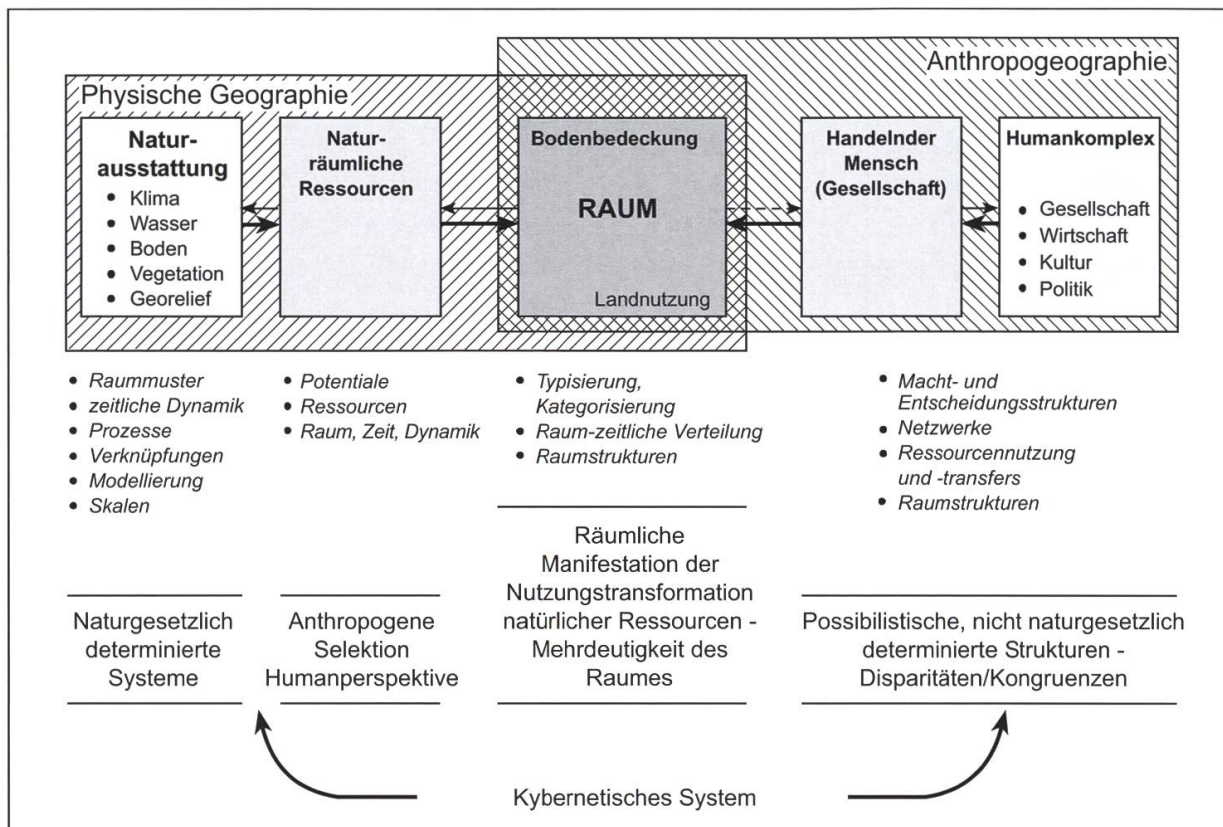 Anthropogeographie
Physische Geographie
Natur-
ausstattung
• Klima
• Wasser
• Boden
• Vegetation
• Georelief
Natur-
räumliche
Ressourcen
Bodenbedeckung
RAUM
Landnutzung
Handelnder
Mensch
(Gesellschaft)
Humankomplex
• Gesellschaft
• Wirtschaft
• Kultur
• Politik
• Raummuster
• zeitliche Dynamik
• Prozesse
• Verknüpfungen
• Modellierung
• Skalen
• Potentiale
• Ressourcen
• Raum, Zeit, Dynamik
• Typisierung,
Kategorisierung
• Raum-zeitliche Verteilung
• Raumstrukturen
• Macht- und
Entscheidungsstrukturen
• Netzwerke
• Ressourcennutzung
und -transfers
• Raumstrukturen
Naturgesetzlich
determinierte
Systeme
Anthropogene
Selektion
Humanperspektive
Räumliche
Manifestation der
Nutzungstransformation
natürlicher Ressourcen -
Mehrdeutigkeit des
Raumes
Possibilistische, nicht naturgesetzlich
determinierte Strukturen -
Disparitäten/Kongruenzen
Kybernetisches System